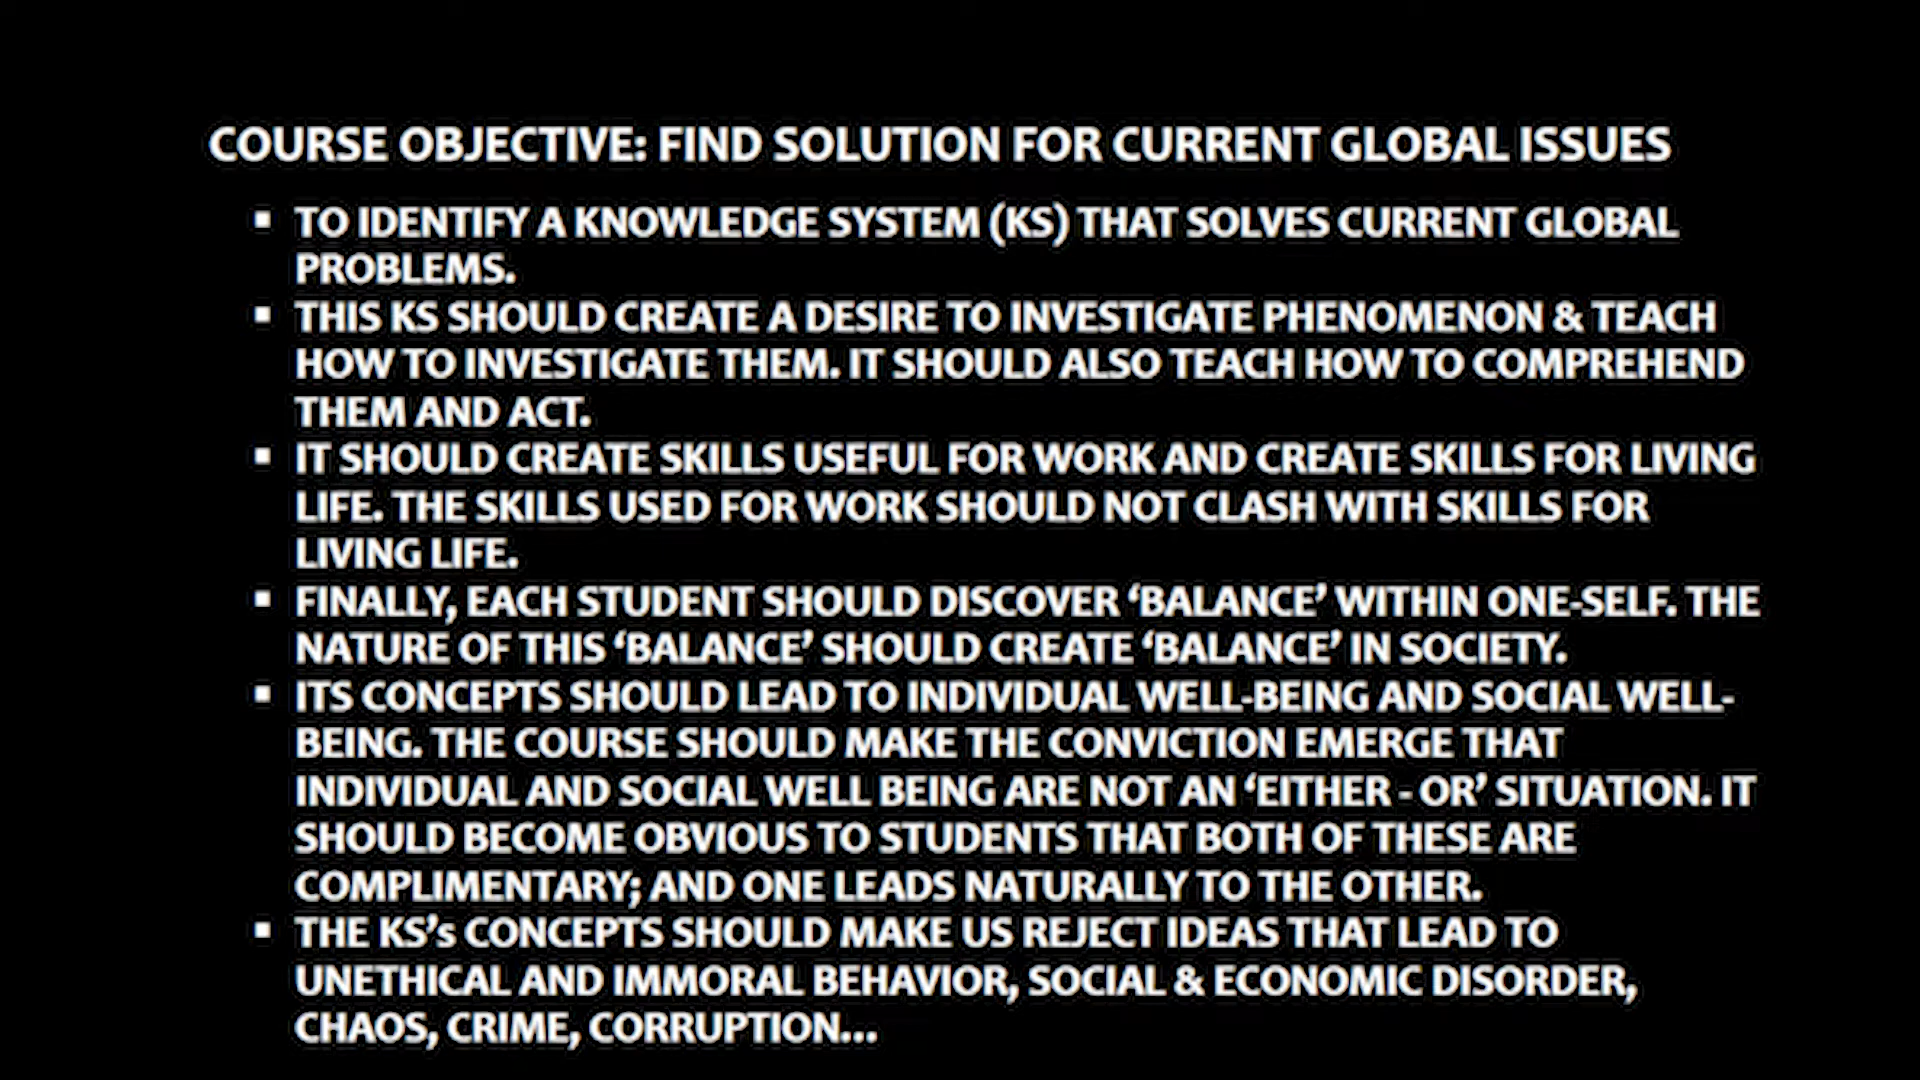 COURSE OBJECTIVE: FIND SOLUTION FOR CURRENT GLOBAL ISSUES
▪ TO IDENTIFY A KNOWLEDGE SYSTEM (KS) THAT SOLVES CURRENT GLOBAL
PROBLEMS.
▪ THIS KS SHOULD CREATE A DESIRE TO INVESTIGATE PHENOMENON & TEACH
HOW TO INVESTIGATE THEM. IT SHOULD ALSO TEACH HOW TO COMPREHEND
THEM AND ACT.
▪ IT SHOULD CREATE SKILLS USEFUL FOR WORK AND CREATE SKILLS FOR LIVING
LIFE. THE SKILLS USED FOR WORK SHOULD NOT CLASH WITH SKILLS FOR
LIVING LIFE.
▪ FINALLY, EACH STUDENT SHOULD DISCOVER ‘BALANCE’ WITHIN ONE-SELF. THE
NATURE OF THIS ‘BALANCE’ SHOULD CREATE ‘BALANCE’ IN SOCIETY.
▪ ITS CONCEPTS SHOULD LEAD TO INDIVIDUAL WELL-BEING AND SOCIAL WELL-
BEING. THE COURSE SHOULD MAKE THE CONVICTION EMERGE THAT
INDIVIDUAL AND SOCIAL WELL BEING ARE NOT AN ‘EITHER - OR’ SITUATION. IT
SHOULD BECOME OBVIOUS TO STUDENTS THAT BOTH OF THESE ARE
COMPLIMENTARY; AND ONE LEADS NATURALLY TO THE OTHER.
▪ THE KS’s CONCEPTS SHOULD MAKE US REJECT IDEAS THAT LEAD TO
UNETHICAL AND IMMORAL BEHAVIOR, SOCIAL & ECONOMIC DISORDER,
CHAOS, CRIME, CORRUPTION...